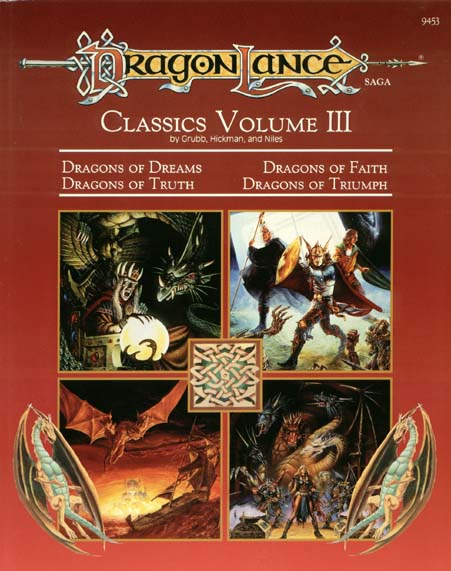 9453
DRAGONLANCE®
SAGA
CLASSICS VOLUME III
by Grubb, Hickman, and Niles
DRAGONS OF DREAMS
DRAGONS OF TRUTH
DRAGONS OF FAITH
DRAGONS OF TRIUMPH